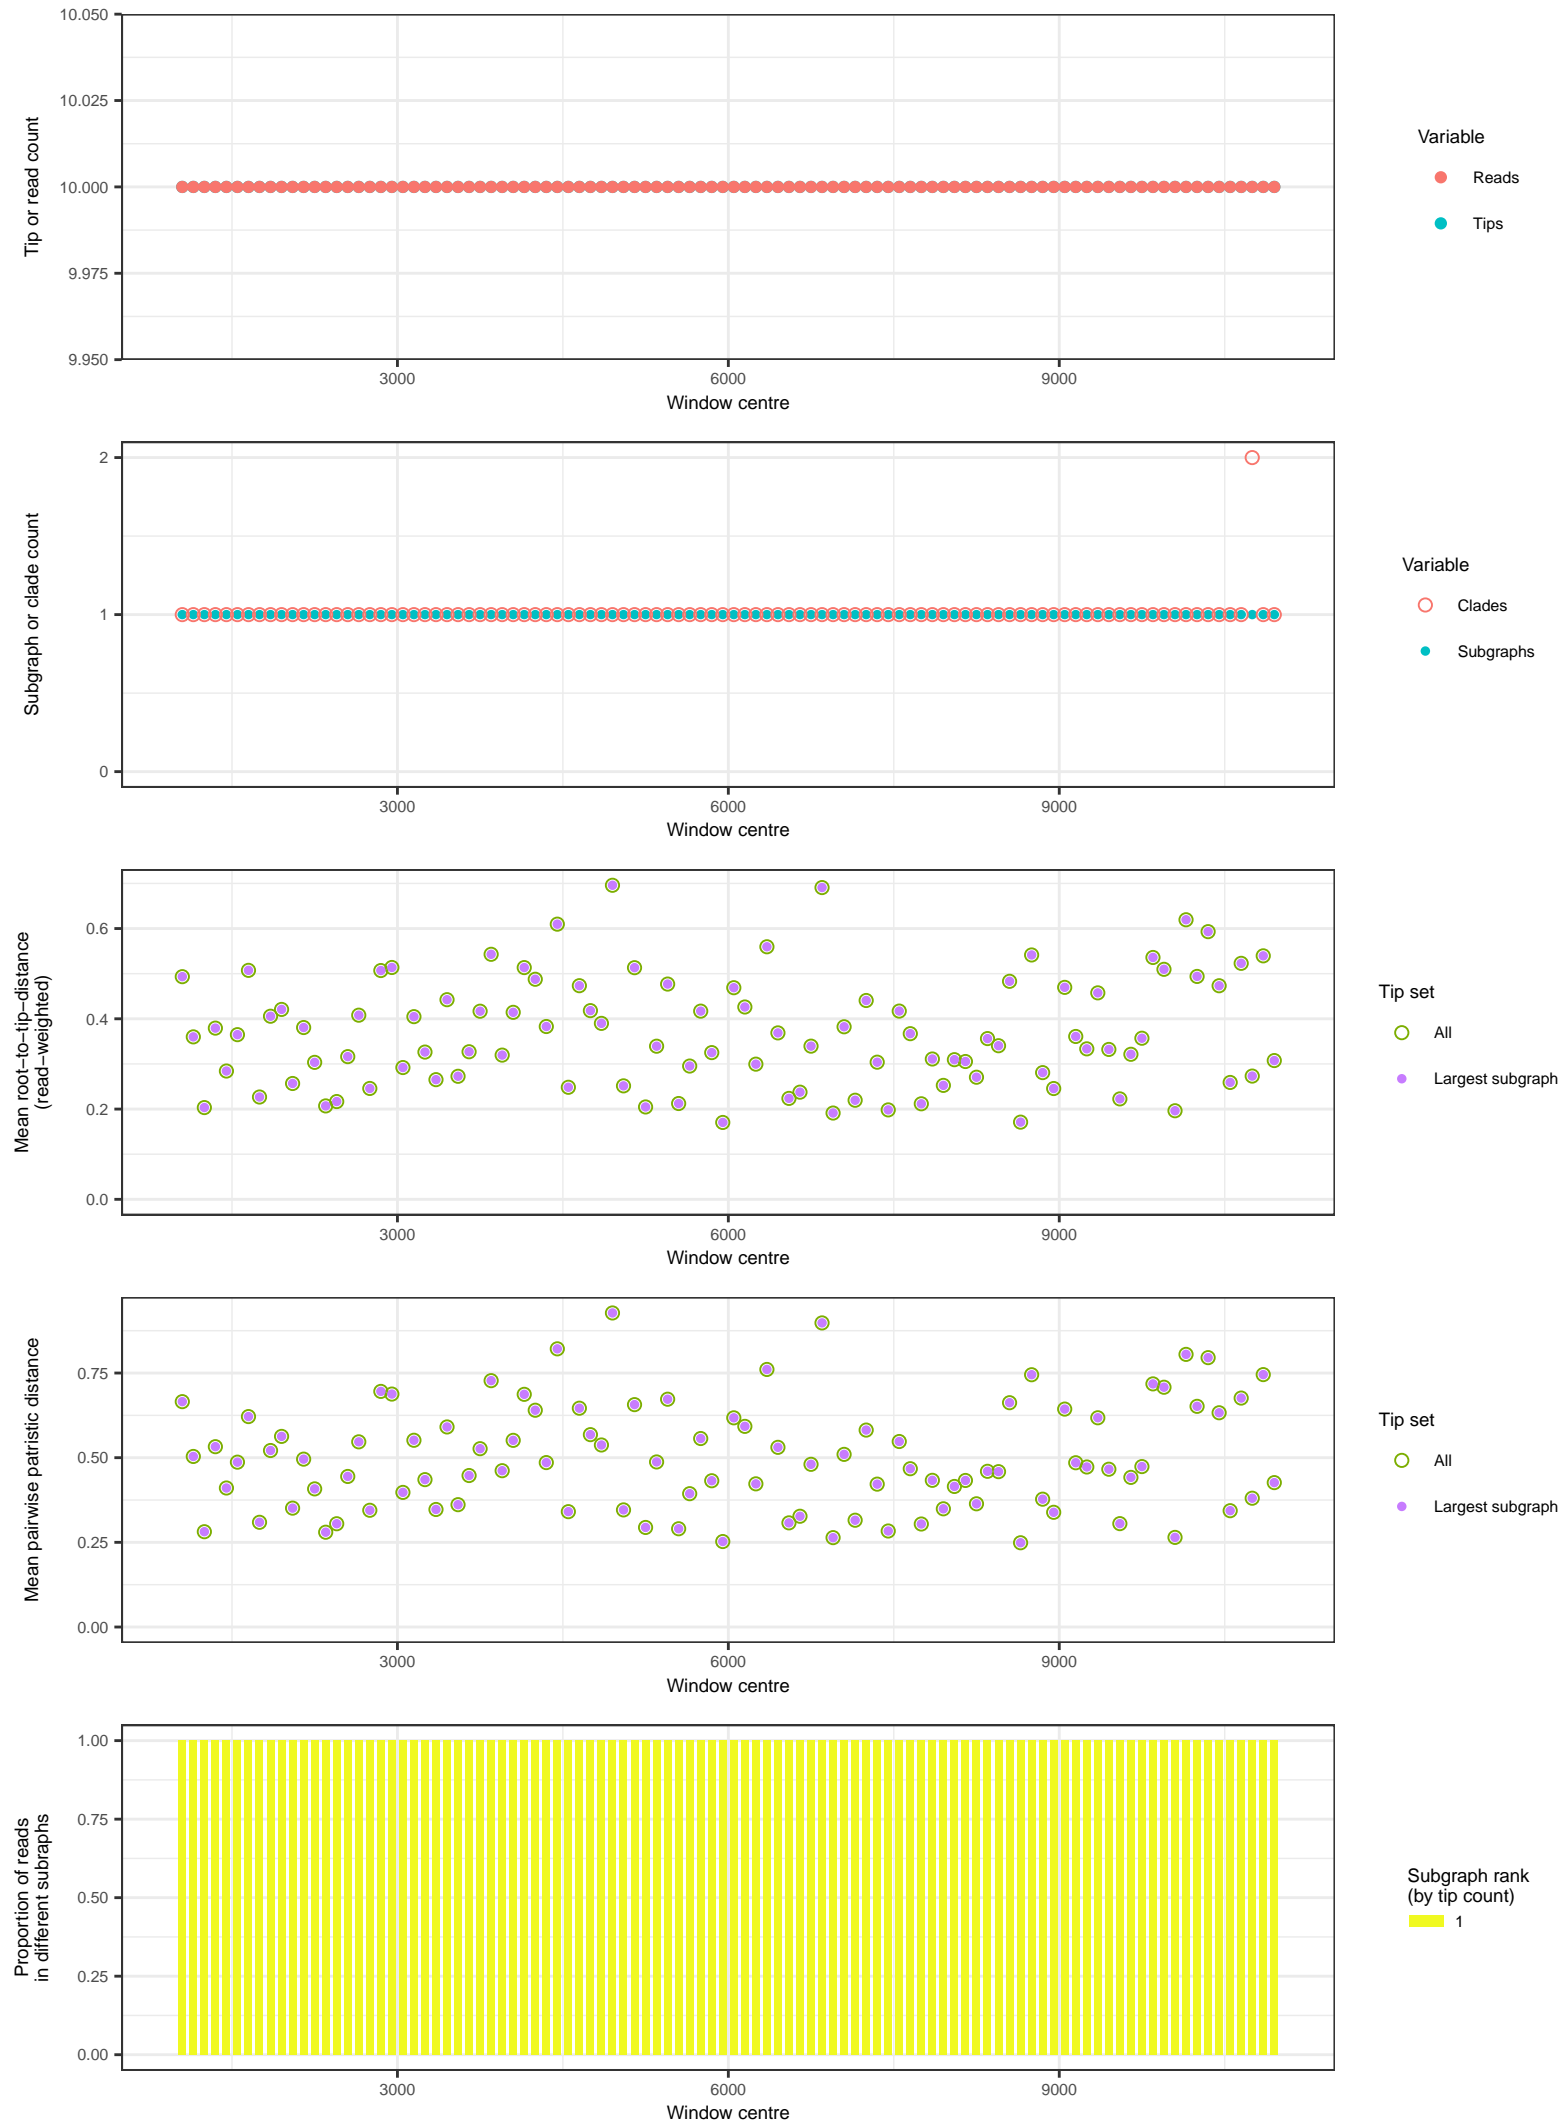 10.050
10.025
10.000
9.975
9.950
Tip or read count
3000 6000 9000
Window centre
Variable
Reads
Tips
2
1
0
Subgraph or clade count
3000 6000 9000
Window centre
Variable
Clades
Subgraphs
0.6
0.4
0.2
0.0
Mean root−to−tip−distance
(read−weighted)
3000 6000 9000
Window centre
Tip set
All
Largest subgraph
0.75
0.50
0.25
0.00
Mean pairwise patristic distance
3000 6000 9000
Window centre
Tip set
All
Largest subgraph
1.00
0.75
0.50
0.25
0.00
Proportion of reads
in different subraphs
3000 6000 9000
Window centre
Subgraph rank
(by tip count)
1